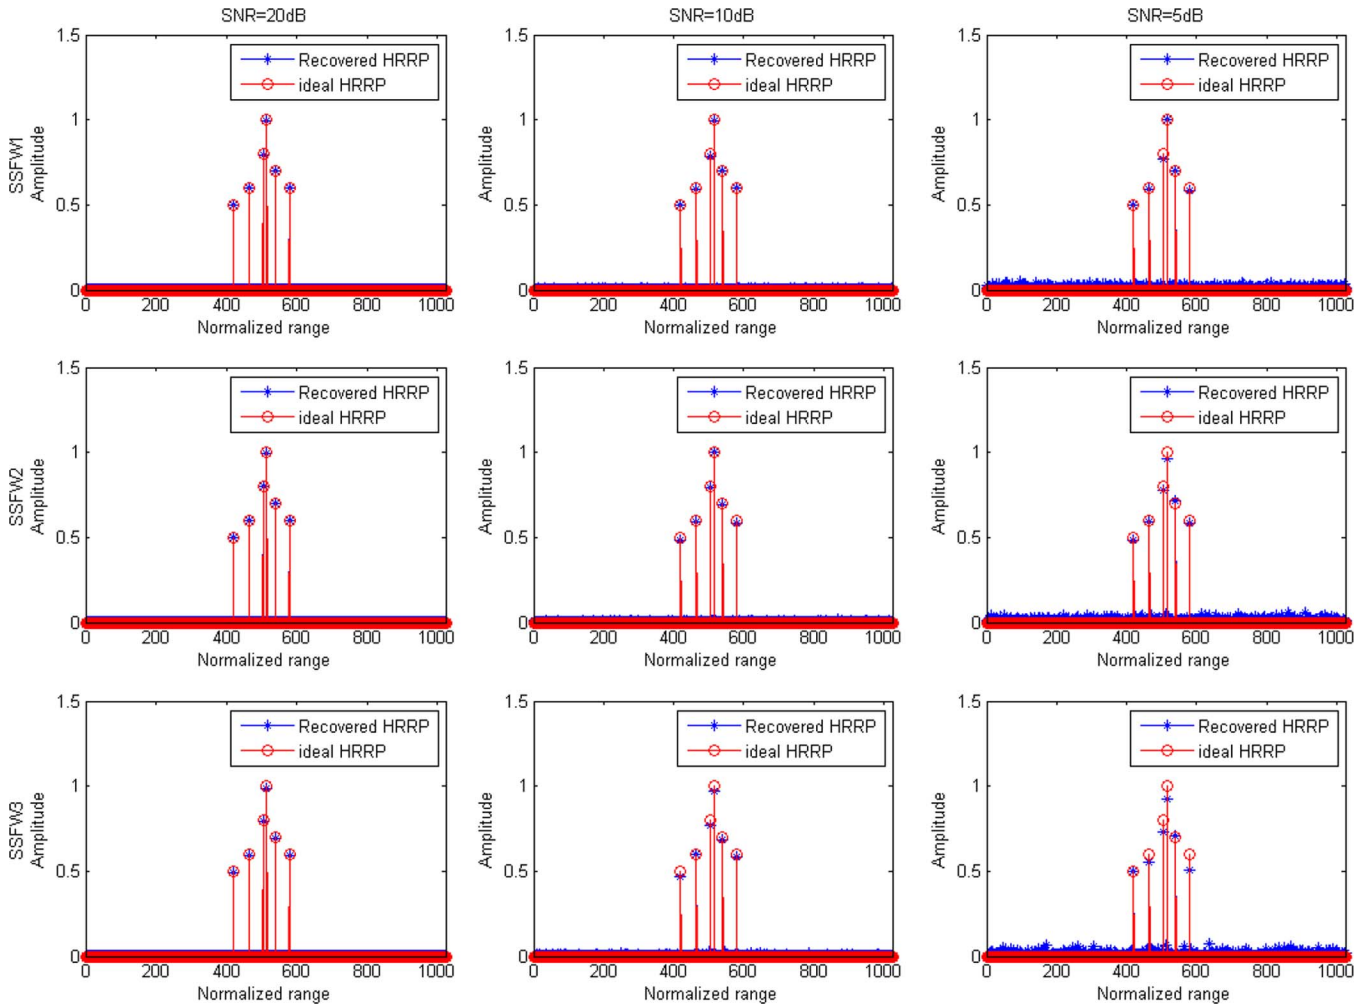 SNR=20dB
SNR=10dB
SNR=5dB
SSFW1
Amplitude
1.5
1
0.5
0
Recovered HRRP
ideal HRRP
0 200 400 600 800 1000
Normalized range
Amplitude
1.5
1
0.5
0
Recovered HRRP
ideal HRRP
0 200 400 600 800 1000
Normalized range
Amplitude
1.5
1
0.5
0
Recovered HRRP
ideal HRRP
0 200 400 600 800 1000
Normalized range
SSFW2
Amplitude
1.5
1
0.5
0
Recovered HRRP
ideal HRRP
0 200 400 600 800 1000
Normalized range
Amplitude
1.5
1
0.5
0
Recovered HRRP
ideal HRRP
0 200 400 600 800 1000
Normalized range
Amplitude
1.5
1
0.5
0
Recovered HRRP
ideal HRRP
0 200 400 600 800 1000
Normalized range
SSFW3
Amplitude
1.5
1
0.5
0
Recovered HRRP
ideal HRRP
0 200 400 600 800 1000
Normalized range
Amplitude
1.5
1
0.5
0
Recovered HRRP
ideal HRRP
0 200 400 600 800 1000
Normalized range
Amplitude
1.5
1
0.5
0
Recovered HRRP
ideal HRRP
0 200 400 600 800 1000
Normalized range